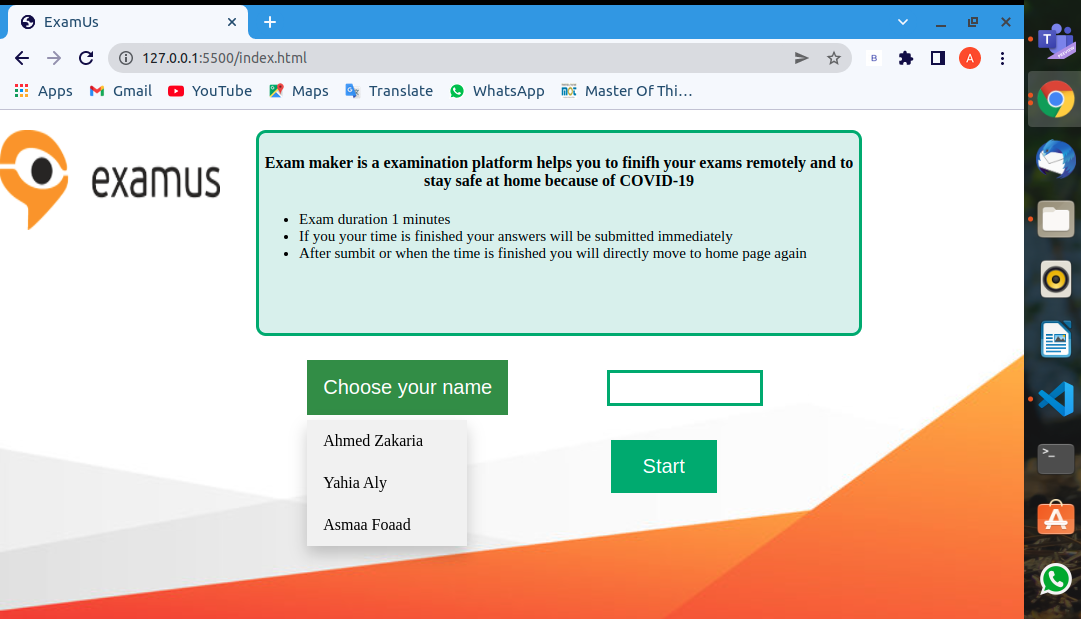 ExamUs
127.0.0.1:5500/index.html
B
A
Apps
Gmail
YouTube
Maps
Translate
WhatsApp
Master Of Thi...
examus
Exam maker is a examination platform helps you to finifh your exams remotely and to
stay safe at home because of COVID-19
Exam duration 1 minutes
If you your time is finished your answers will be submitted immediately
After sumbit or when the time is finished you will directly move to home page again
Choose your name
Ahmed Zakaria
Yahia Aly
Asmaa Foaad
Start